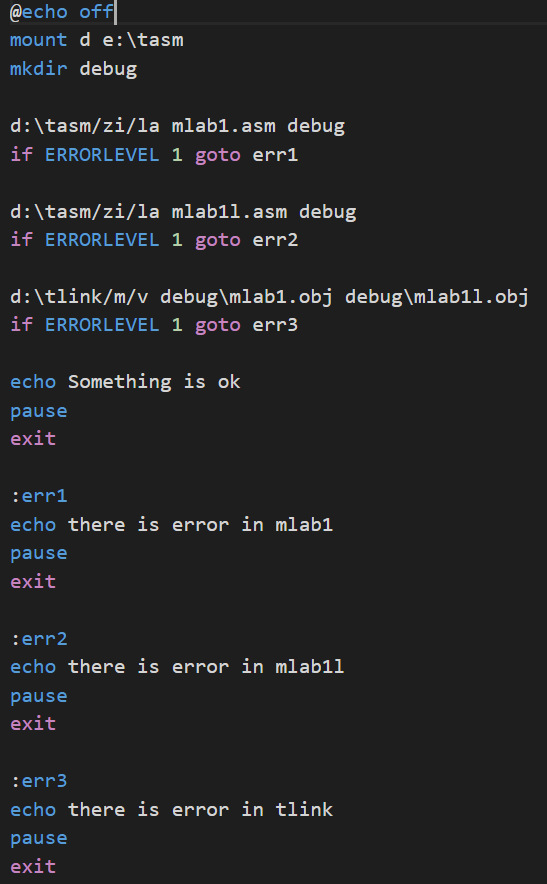 @echo off
mount d e:\tasm
mkdir debug
d:\tasm/zi/la mlab1.asm debug
if ERRORLEVEL 1 goto err1
d:\tasm/zi/la mlab1l.asm debug
if ERRORLEVEL 1 goto err2
d:\tlink/m/v debug\mlab1.obj debug\mlab1l.obj
if ERRORLEVEL 1 goto err3
echo Something is ok
pause
exit
:err1
echo there is error in mlab1
pause
exit
:err2
echo there is error in mlab1l
pause
exit
:err3
echo there is error in tlink
pause
exit